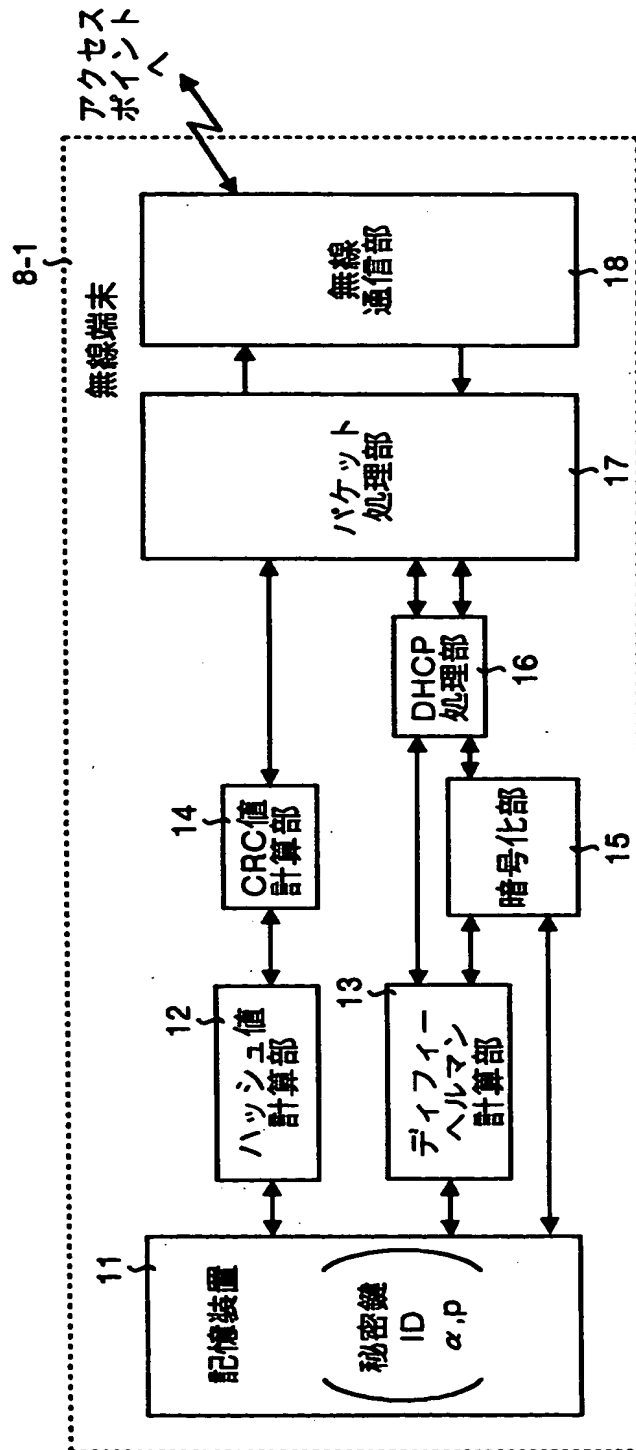 8-1
無線端末
アクセス
ポイント
へ
11
記憶装置
秘密鍵
ID
α,p
12
ハッシュ値
計算部
14
CRC値
計算部
13
ディフィー
ヘルマン
計算部
15
暗号化部
DHCP
処理部
16
パケット
処理部
17
無線
通信部
18